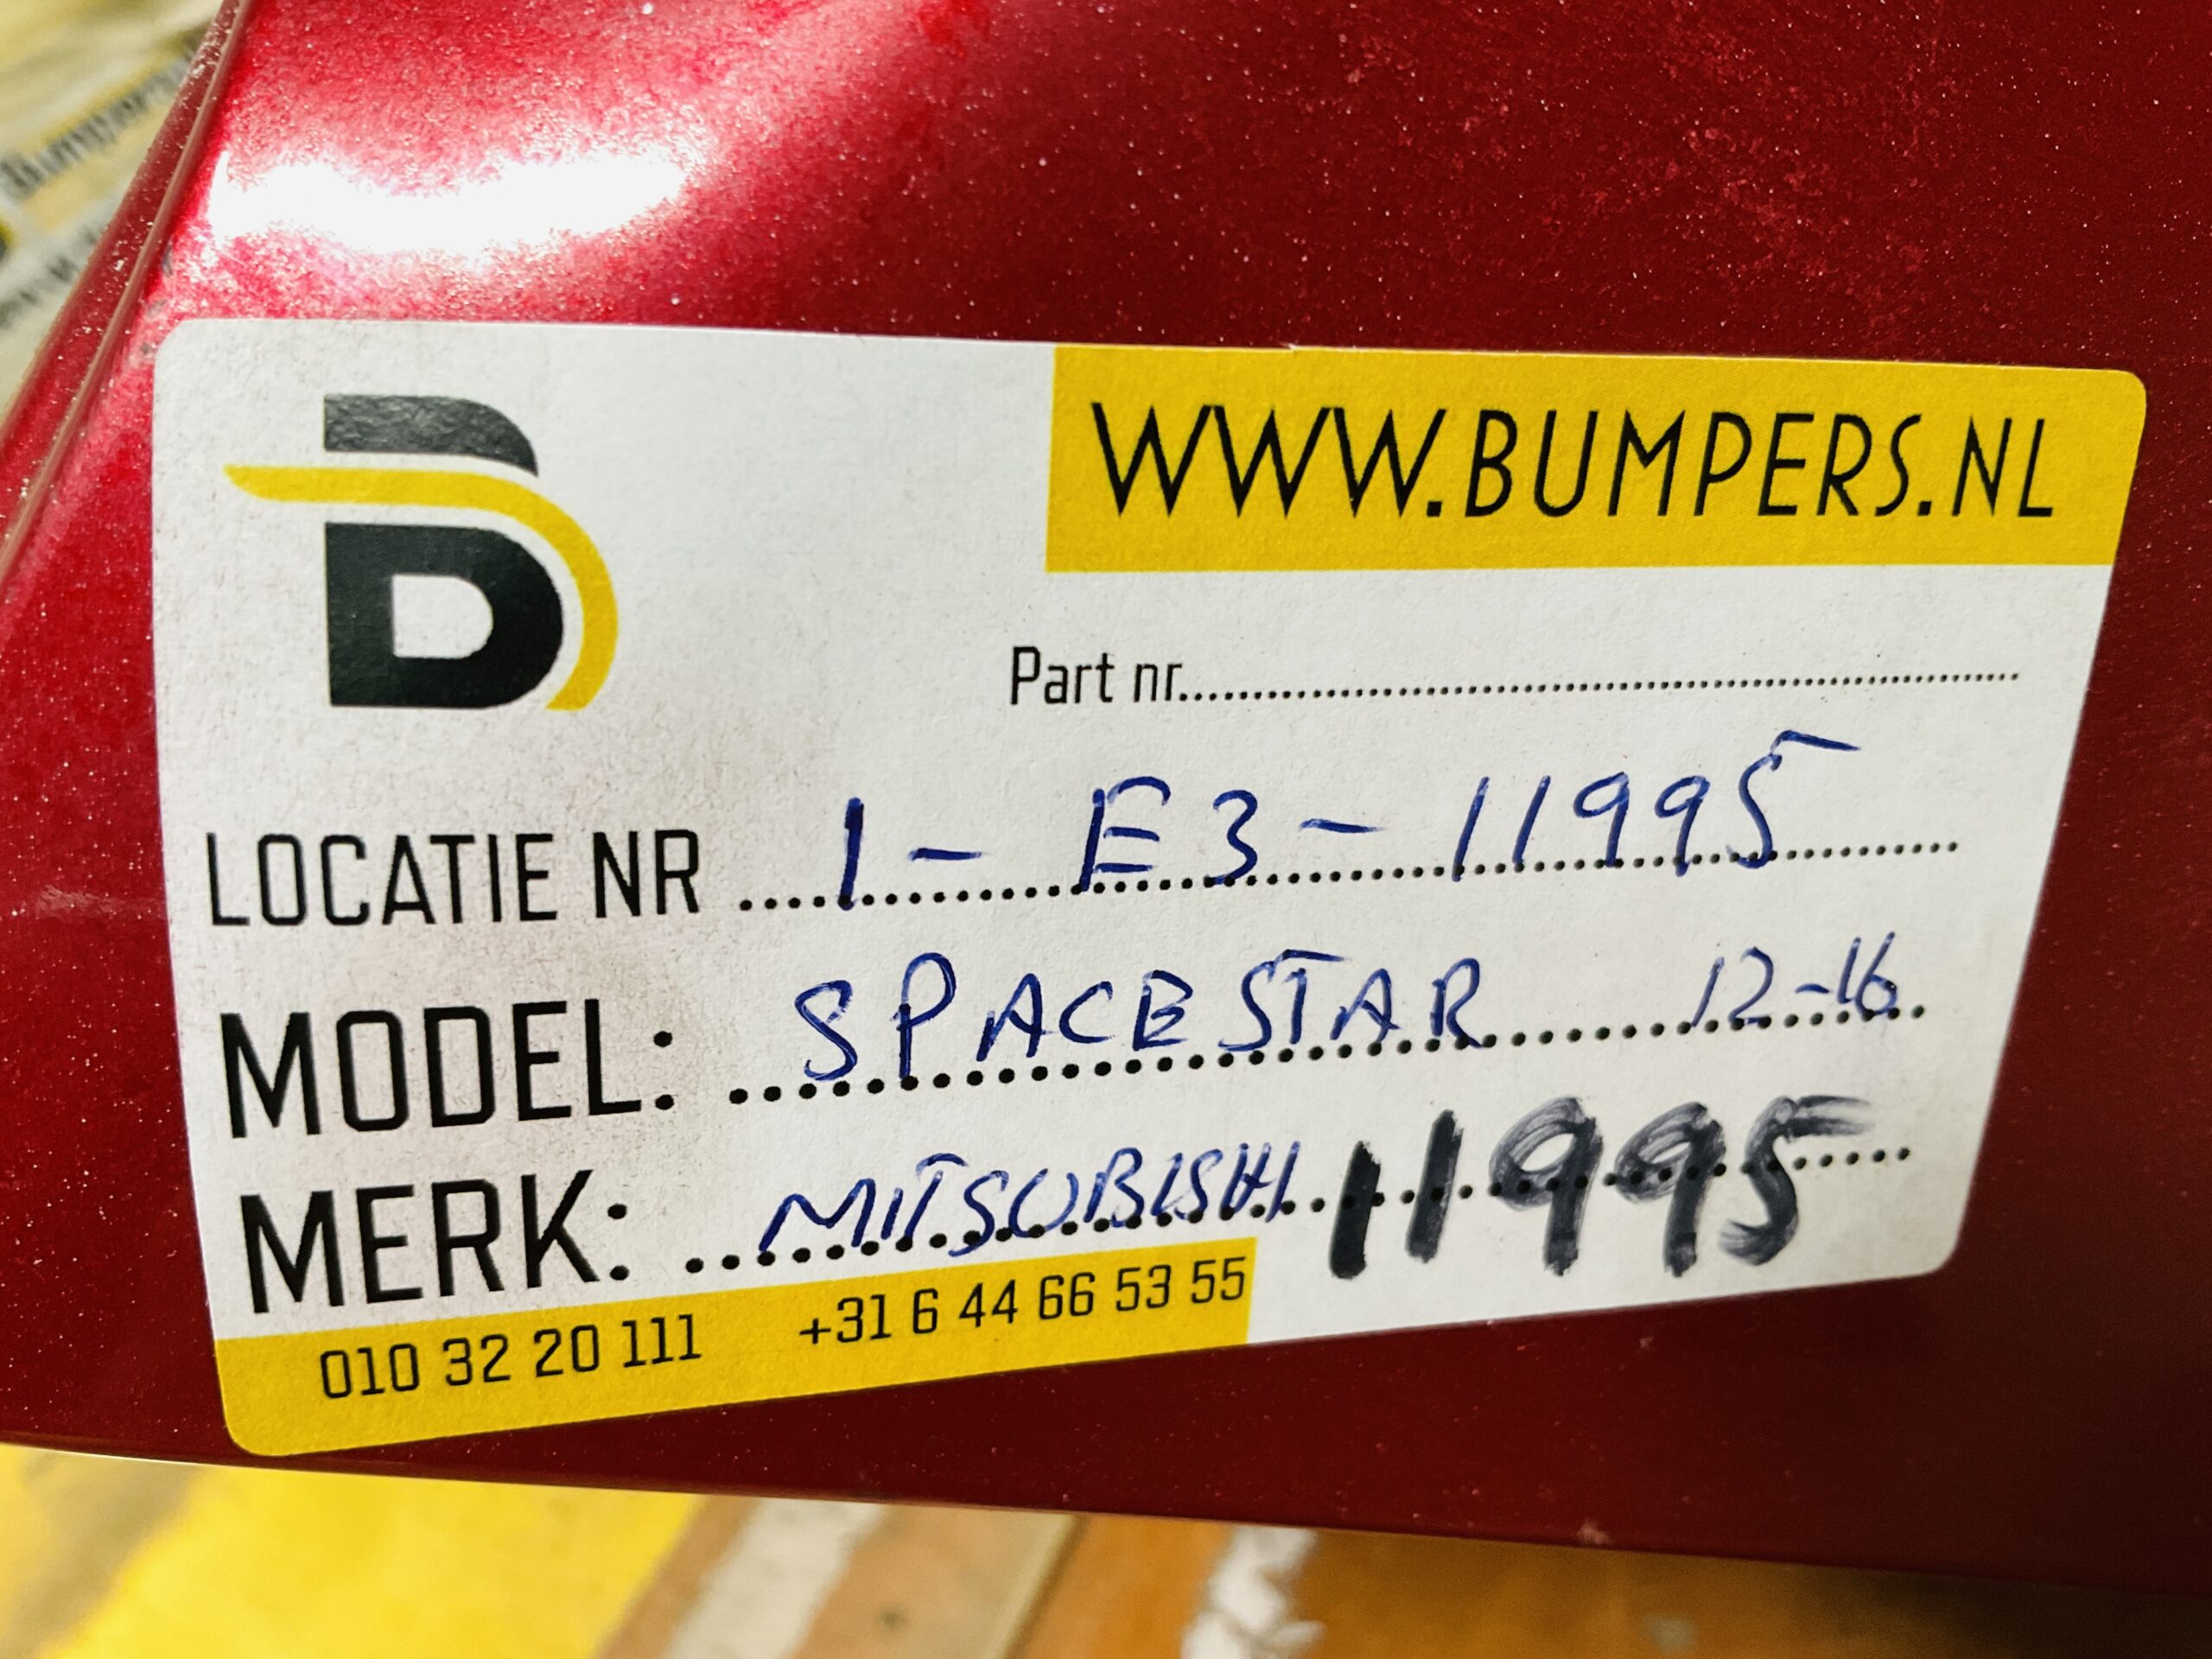 WWW.BUMPERS.NL
Part nr.......................................................
LOCATIE NR 1 - E3 - 11995
MODEL: SPACESTAR 12-16
MERK: MITSUBISHI 11995
010 32 20 111 +31 6 44 66 53 55